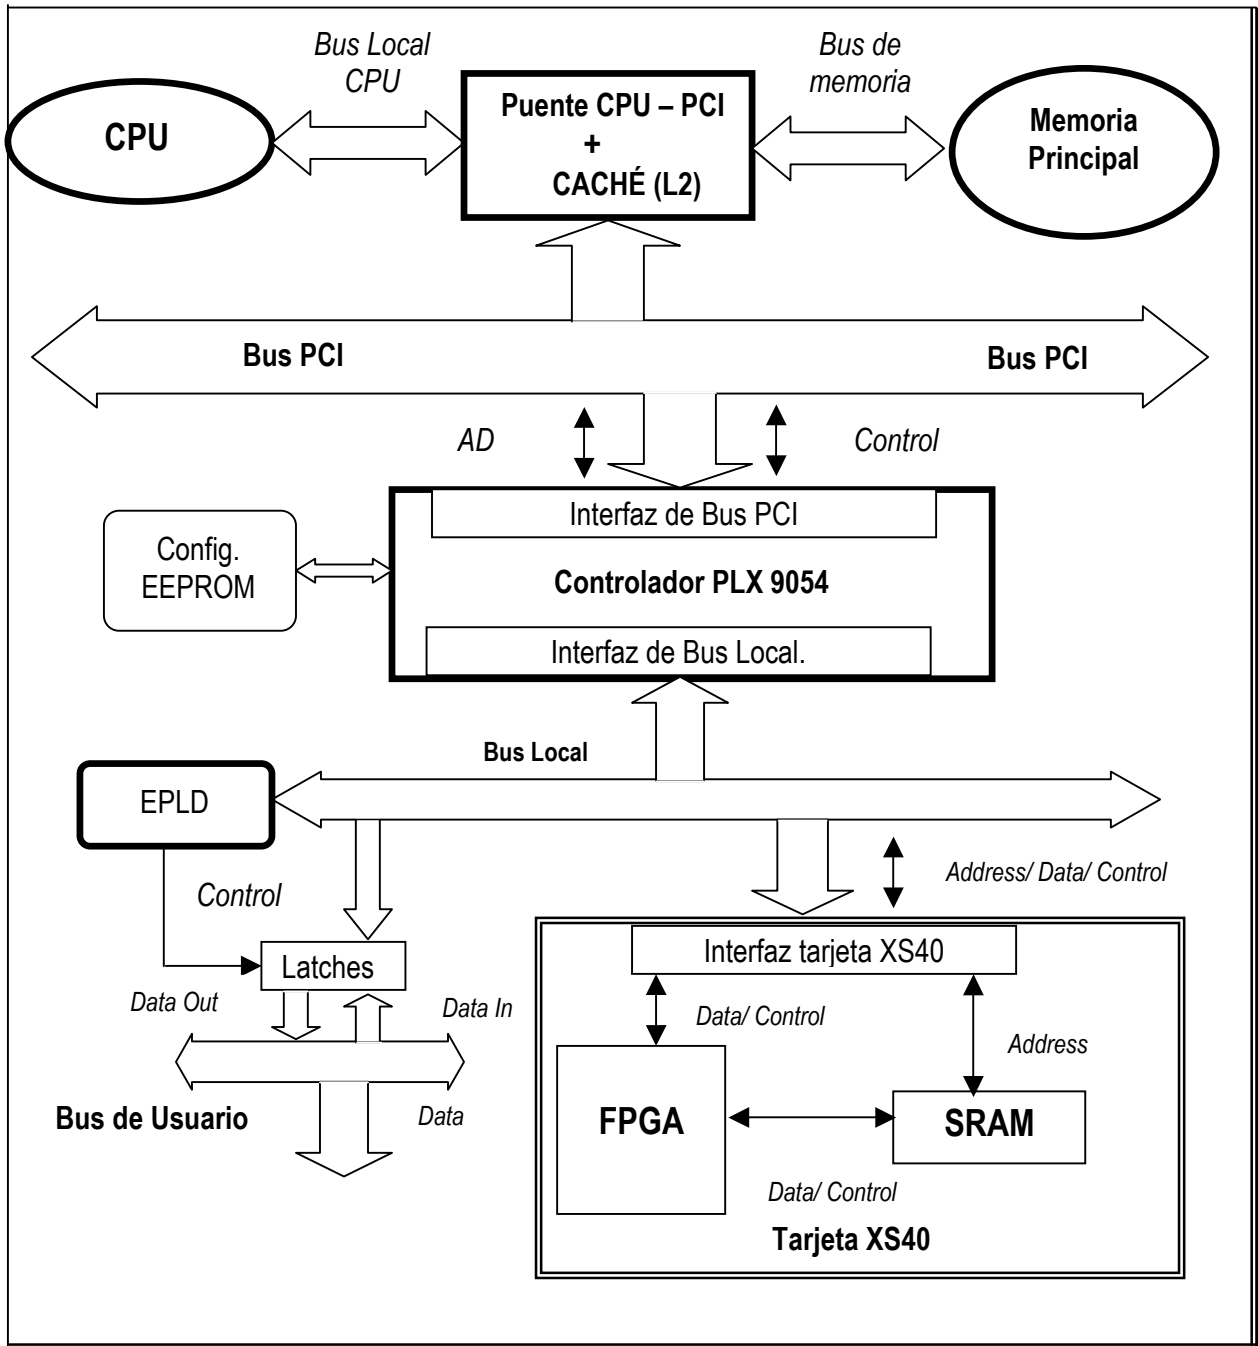 Bus Local
CPU
Bus de
memoria
CPU
Puente CPU – PCI
+
CACHÉ (L2)
Memoria
Principal
Bus PCI
Bus PCI
AD
Control
Interfaz de Bus PCI
Config.
EEPROM
Controlador PLX 9054
Interfaz de Bus Local.
Bus Local
EPLD
Control
Address/ Data/ Control
Latches
Interfaz tarjeta XS40
Data Out
Data In
Data/ Control
Address
Bus de Usuario
Data
FPGA
SRAM
Data/ Control
Tarjeta XS40